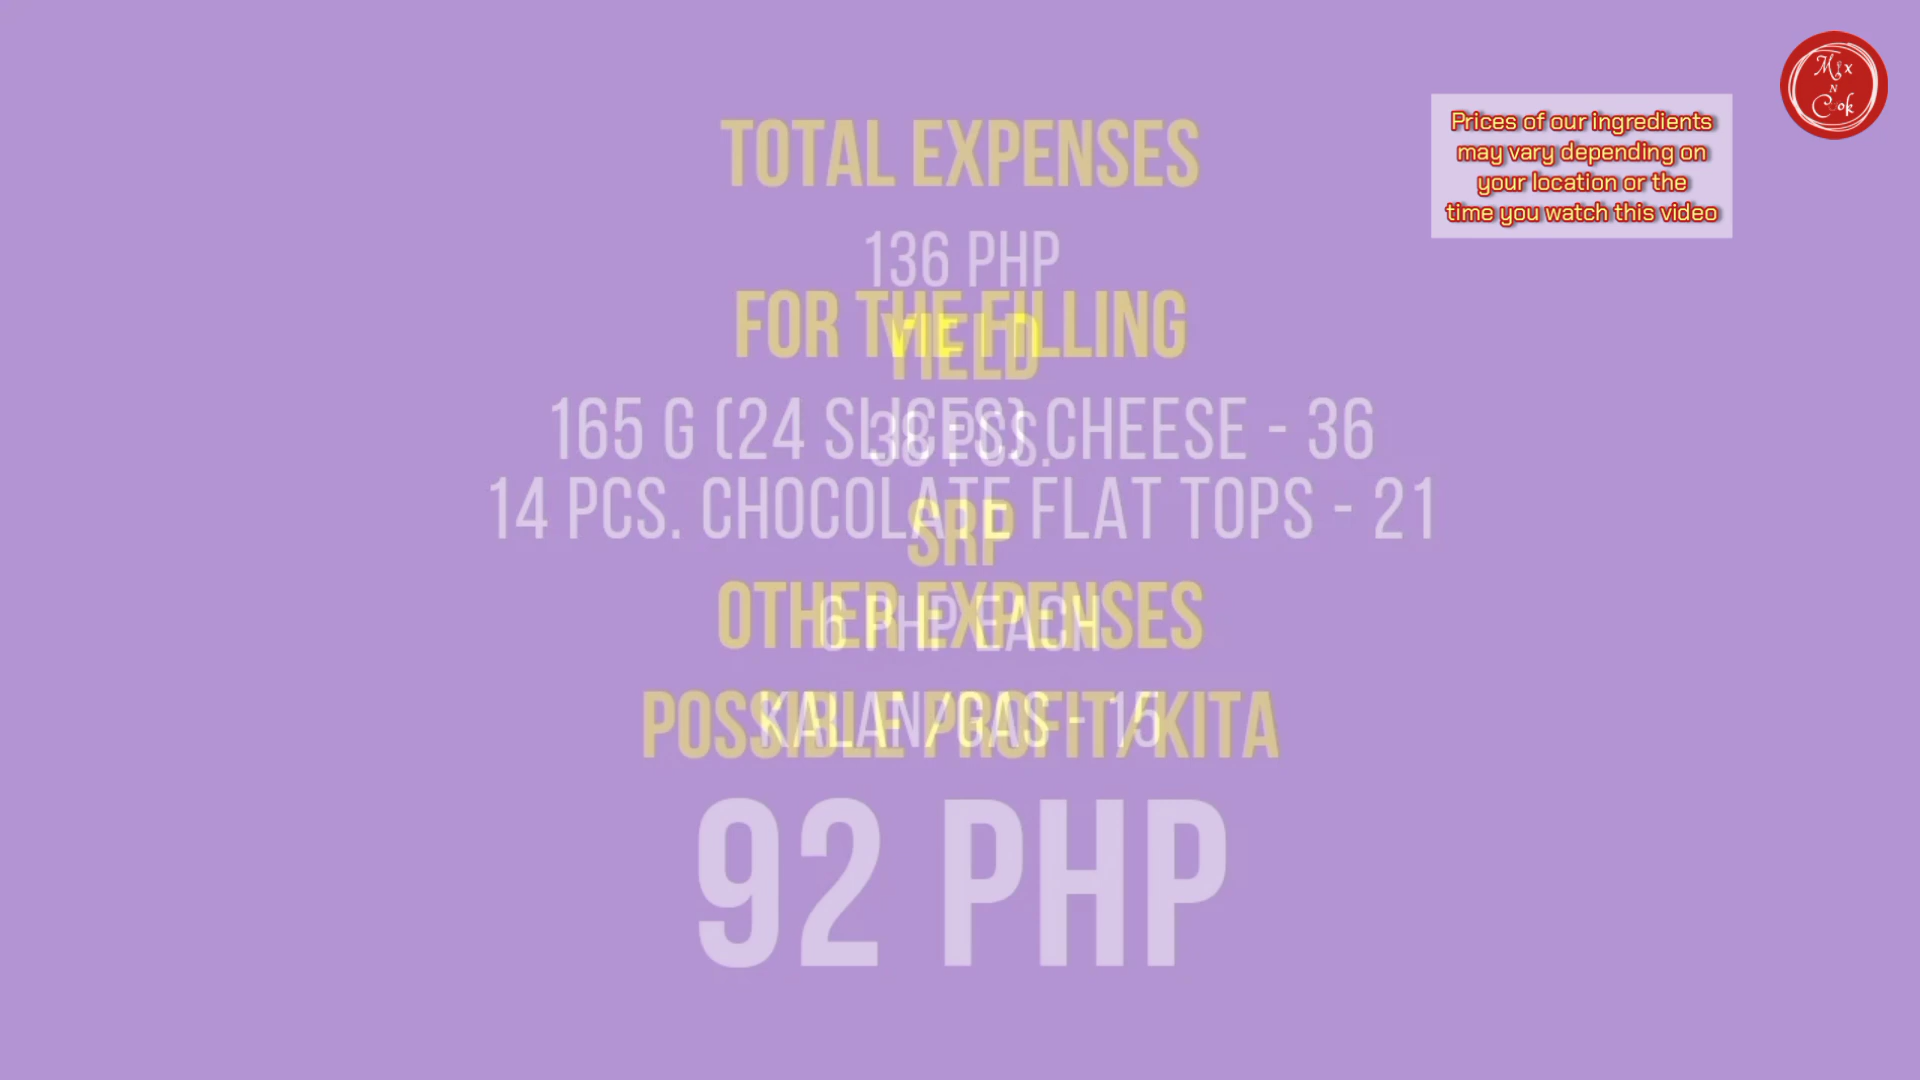 Mix
N
Cook
Prices of our ingredients
may vary depending on
your location or the
time you watch this video
TOTAL EXPENSES
136 PHP
FOR THE FILLING
YIELD
165 G (24 SLICES) CHEESE - 36
38 PCS.
14 PCS. CHOCOLATE FLAT TOPS - 21
SRP
OTHER EXPENSES
6 PHP EACH
KALAN/GAS - 15
POSSIBLE PROFIT/KITA
92 PHP